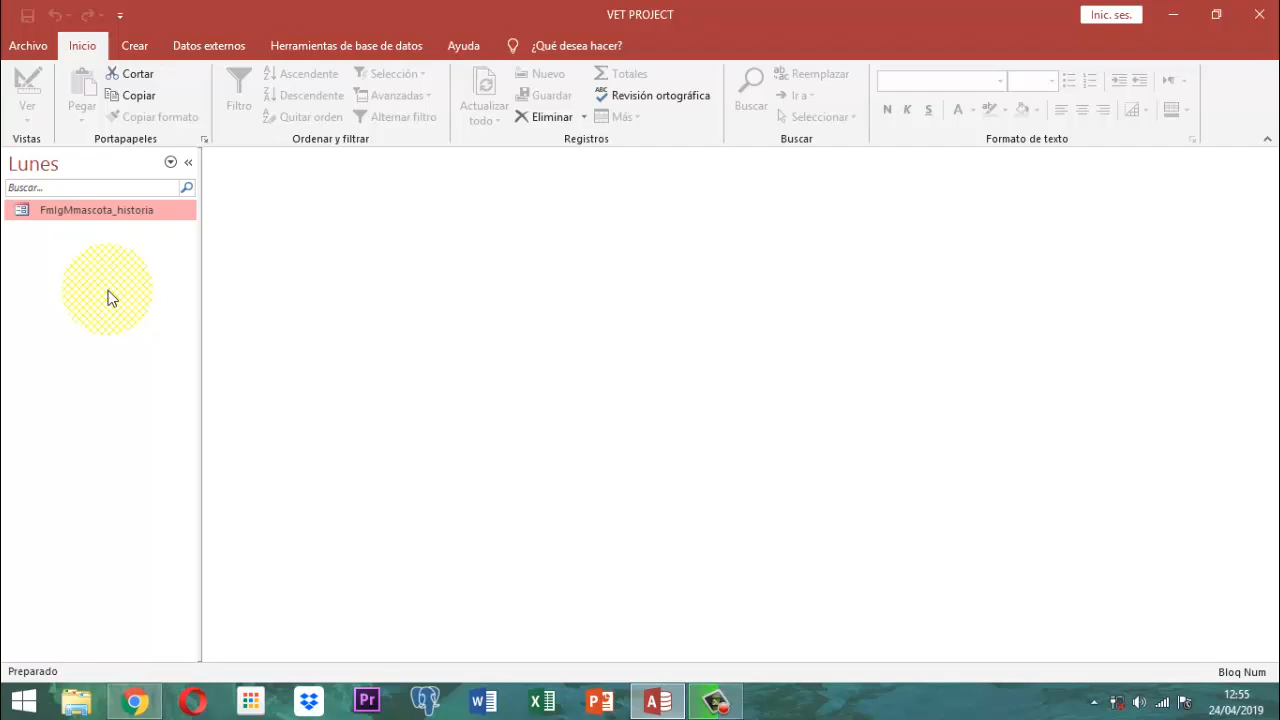 VET PROJECT
Inic. ses.
Archivo Inicio Crear Datos externos Herramientas de base de datos Ayuda ¿Qué desea hacer?
Ver
Vistas
Pegar
Cortar
Copiar
Copiar formato
Portapapeles
Filtro
Ascendente
Descendente
Quitar orden
Selección
Avanzadas
Alternar filtro
Ordenar y filtrar
Actualizar
todo
Nuevo
Guardar
Eliminar
Totales
Revisión ortográfica
Más
Registros
Buscar
Reemplazar
Ir a
Seleccionar
Buscar
N K S A
Formato de texto
Lunes
Buscar...
FmIgMmascota_historia
Preparado
Bloq Num
12:55
24/04/2019